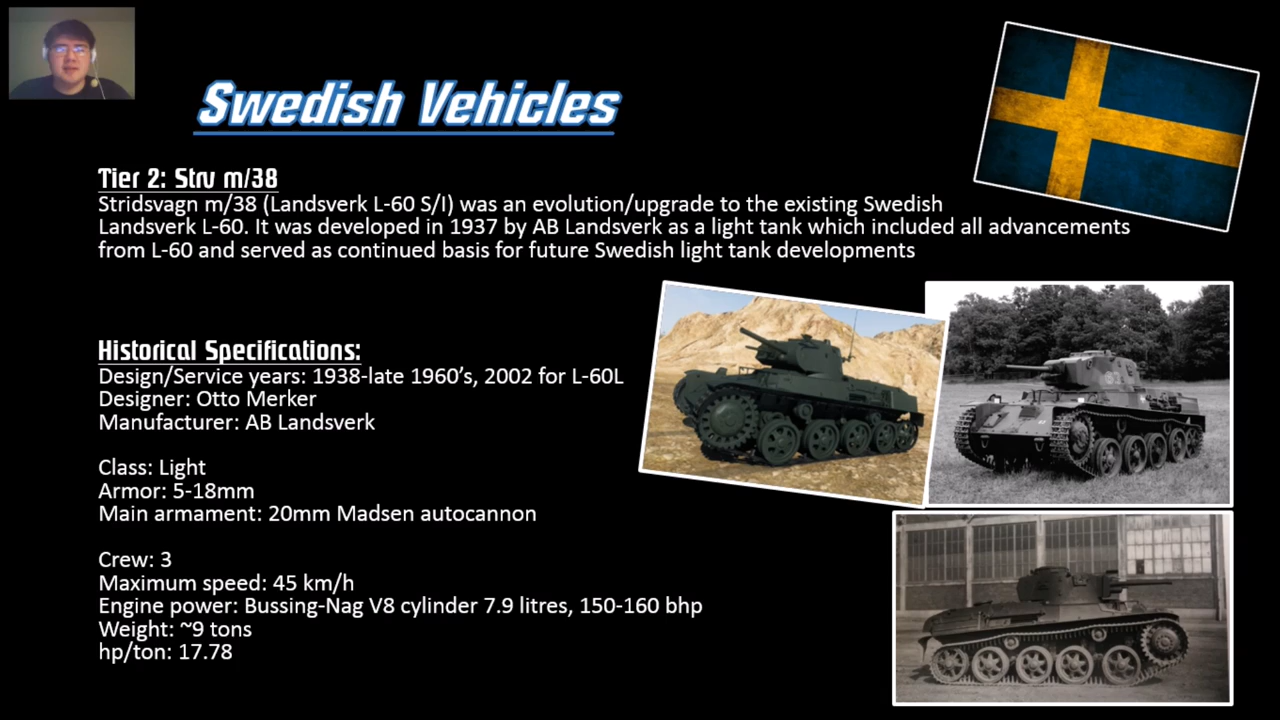 Swedish Vehicles
Tier 2: Strv m/38
Stridsvagn m/38 (Landsverk L-60 S/I) was an evolution/upgrade to the existing Swedish
Landsverk L-60. It was developed in 1937 by AB Landsverk as a light tank which included all advancements
from L-60 and served as continued basis for future Swedish light tank developments
Historical Specifications:
Design/Service years: 1938-late 1960's, 2002 for L-60L
Designer: Otto Merker
Manufacturer: AB Landsverk
Class: Light
Armor: 5-18mm
Main armament: 20mm Madsen autocannon
Crew: 3
Maximum speed: 45 km/h
Engine power: Bussing-Nag V8 cylinder 7.9 litres, 150-160 bhp
Weight: ~9 tons
hp/ton: 17.78